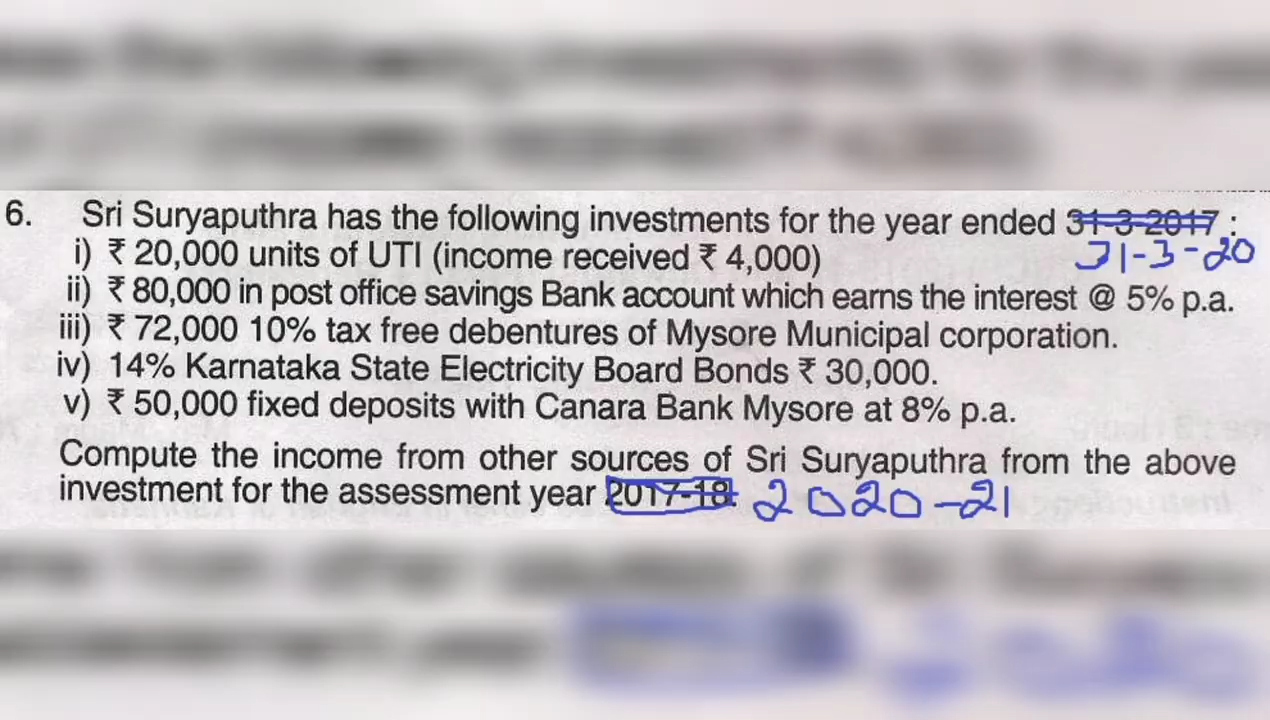 6. Sri Suryaputhra has the following investments for the year ended 31-3-2017 :
31-3-20
i) ₹ 20,000 units of UTI (income received ₹ 4,000)
ii) ₹ 80,000 in post office savings Bank account which earns the interest @ 5% p.a.
iii) ₹ 72,000 10% tax free debentures of Mysore Municipal corporation.
iv) 14% Karnataka State Electricity Board Bonds ₹ 30,000.
v) ₹ 50,000 fixed deposits with Canara Bank Mysore at 8% p.a.
Compute the income from other sources of Sri Suryaputhra from the above
investment for the assessment year 2017-18. 2020-21